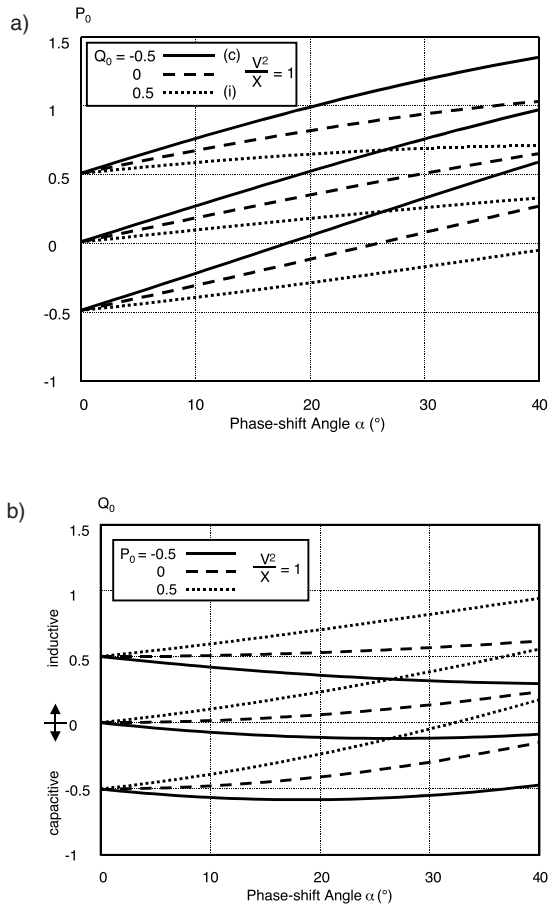 a)
P₀
1.5
Q₀ = -0.5 (c)
0
0.5 (i)
V²/X = 1
1
0.5
0
-0.5
-1
0 10 20 30 40
Phase-shift Angle α (°)
b)
Q₀
1.5
P₀ = -0.5
0
0.5
V²/X = 1
1
inductive
0.5
0
capacitive
-0.5
-1
0 10 20 30 40
Phase-shift Angle α (°)